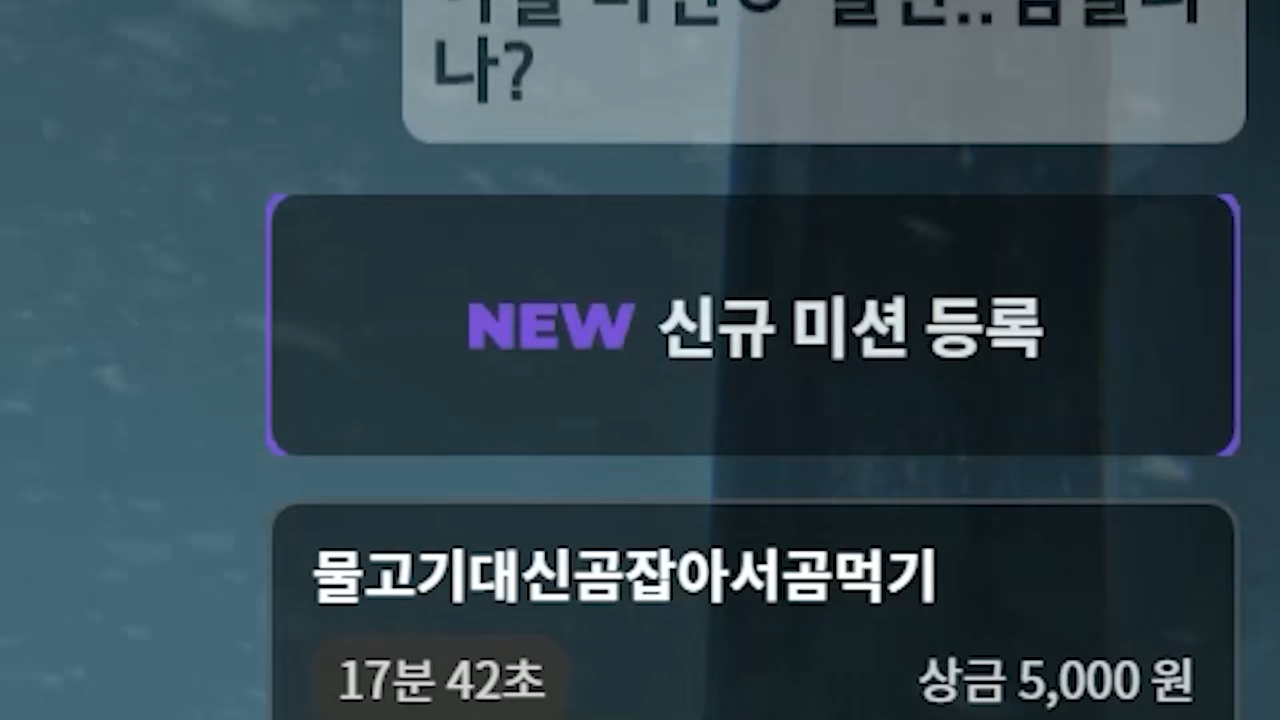 나?
NEW 신규 미션 등록
물고기대신곰잡아서곰먹기
17분 42초
상금 5,000 원